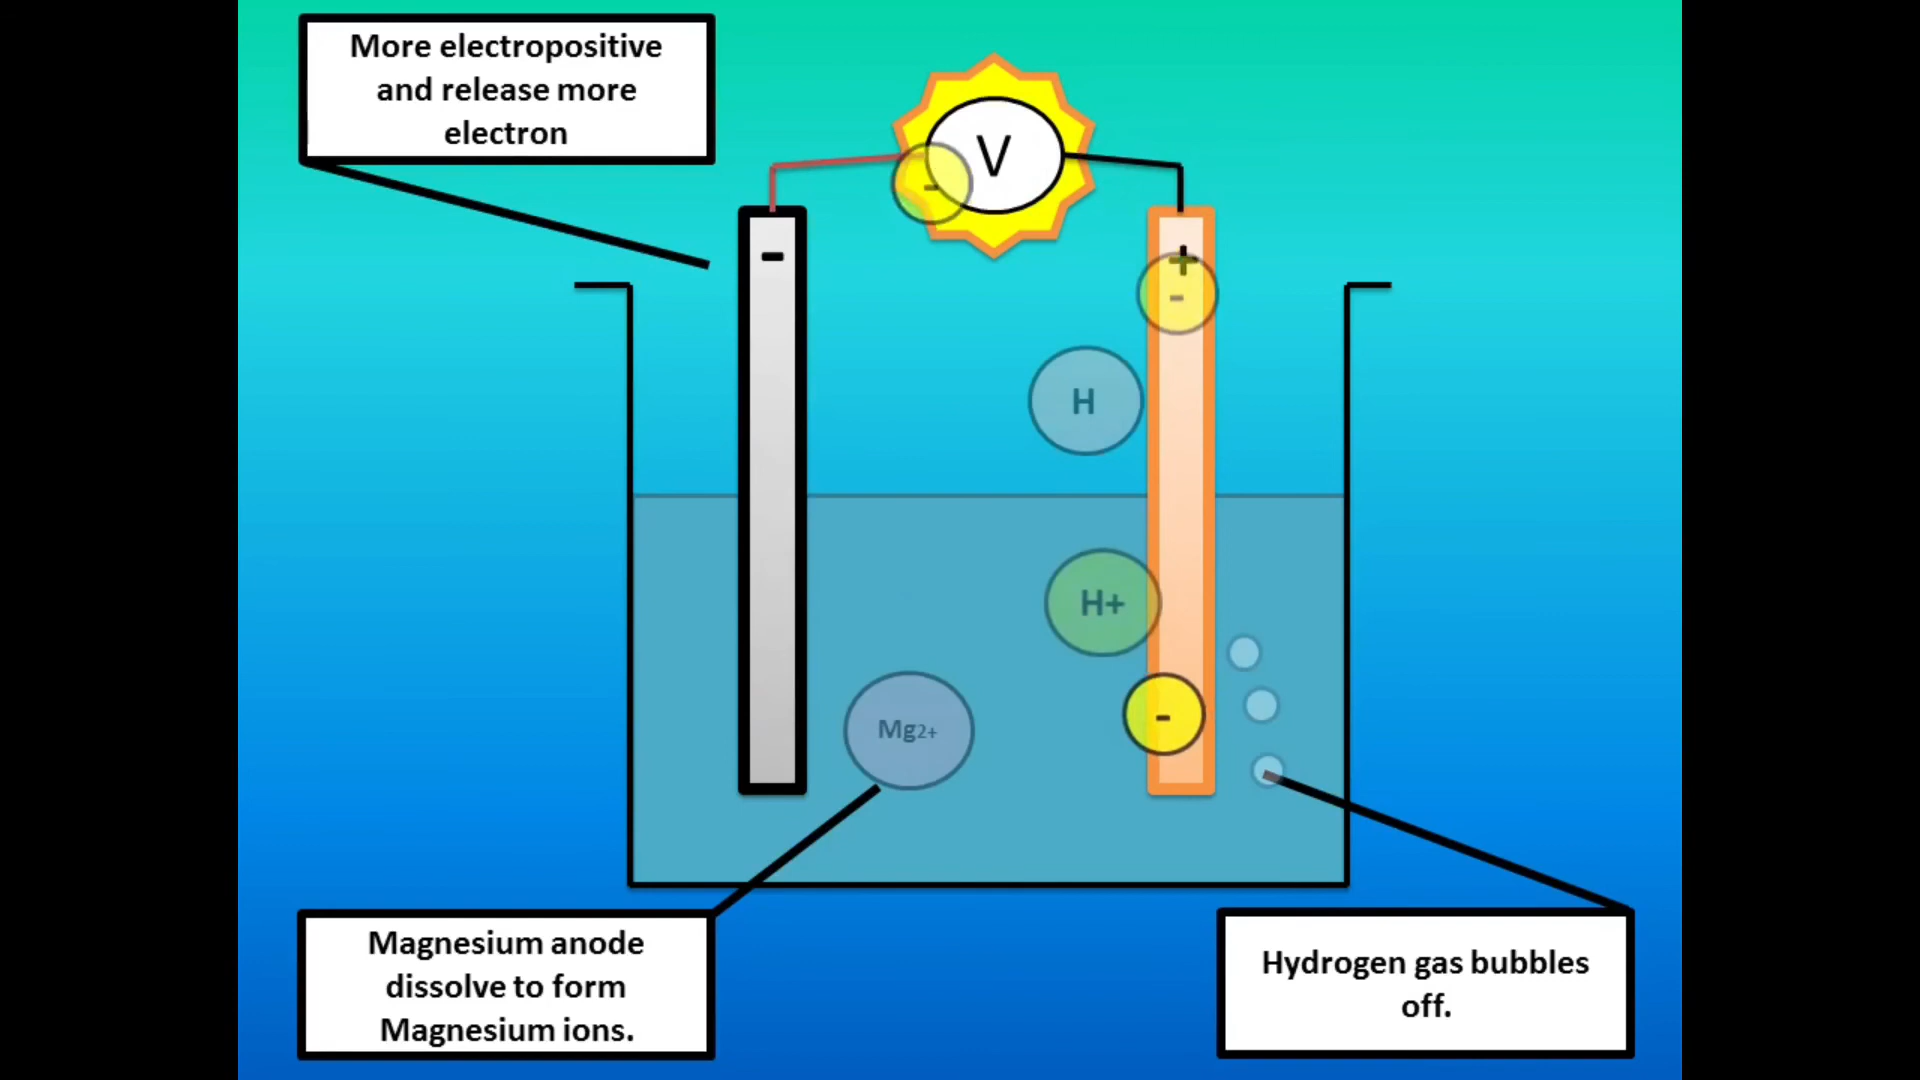 More electropositive
and release more
electron
V
-
-
+
-
H
H+
Mg2+
-
Magnesium anode
dissolve to form
Magnesium ions.
Hydrogen gas bubbles
off.